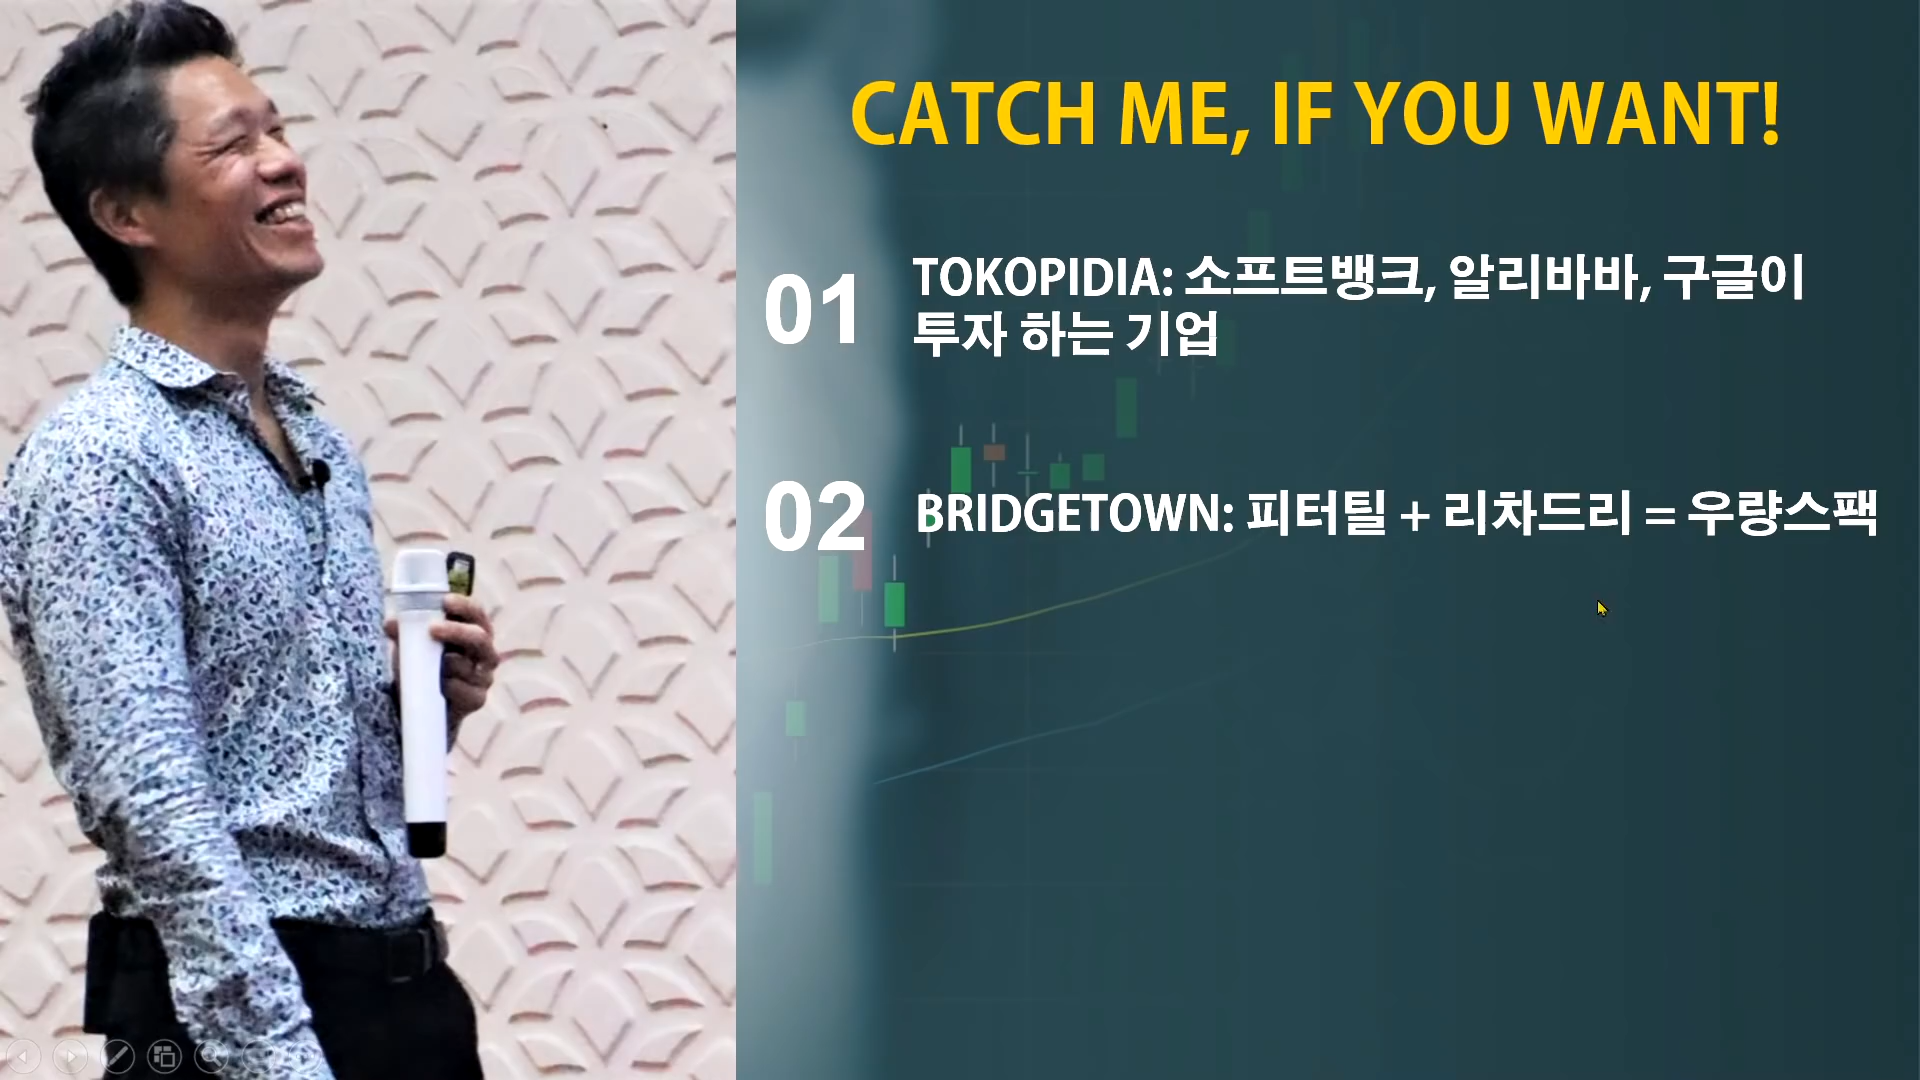 CATCH ME, IF YOU WANT!
01
TOKOPIDIA: 소프트뱅크, 알리바바, 구글이
투자 하는 기업
02
BRIDGETOWN: 피터틸 + 리차드리 = 우량스팩